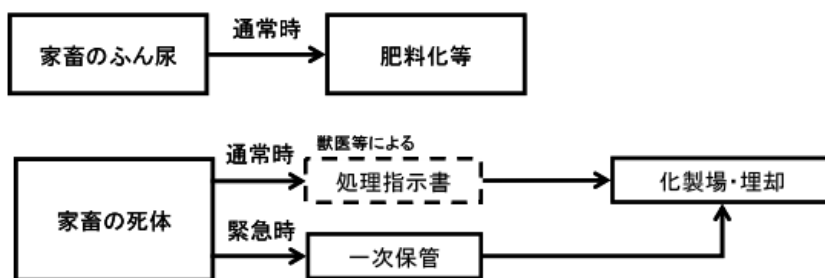 家畜のふん尿
通常時
肥料化等
家畜の死体
通常時
獣医等による
処理指示書
化製場・埋却
緊急時
一次保管